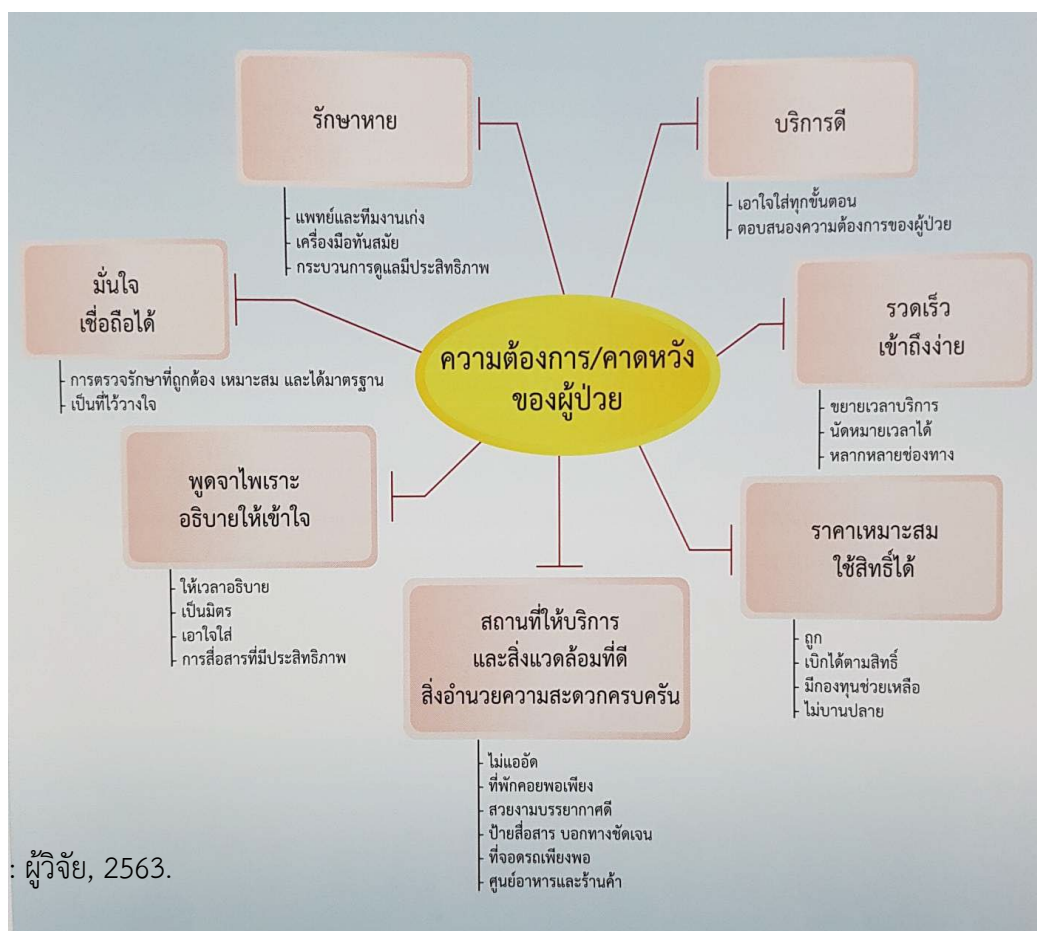 รักษาหาย
- แพทย์และทีมงานเก่ง
- เครื่องมือทันสมัย
- กระบวนการดูแลมีประสิทธิภาพ
บริการดี
- เอาใจใส่ทุกขั้นตอน
- ตอบสนองความต้องการของผู้ป่วย
มั่นใจ
เชื่อถือได้
- การตรวจรักษาที่ถูกต้อง เหมาะสม และได้มาตรฐาน
- เป็นที่ไว้วางใจ
ความต้องการ/คาดหวัง
ของผู้ป่วย
รวดเร็ว
เข้าถึงง่าย
- ขยายเวลาบริการ
- นัดหมายเวลาได้
- หลากหลายช่องทาง
พูดจาไพเราะ
อธิบายให้เข้าใจ
- ให้เวลาอธิบาย
- เป็นมิตร
- เอาใจใส่
- การสื่อสารที่มีประสิทธิภาพ
สถานที่ให้บริการ
และสิ่งแวดล้อมที่ดี
สิ่งอำนวยความสะดวกครบครัน
- ไม่แออัด
- ที่พักคอยพอเพียง
- สวยงามบรรยากาศดี
- ป้ายสื่อสาร บอกทางชัดเจน
- ที่จอดรถเพียงพอ
- ศูนย์อาหารและร้านค้า
ราคาเหมาะสม
ใช้สิทธิ์ได้
- ถูก
- เบิกได้ตามสิทธิ์
- มีกองทุนช่วยเหลือ
- ไม่บานปลาย
: ผู้วิจัย, 2563.